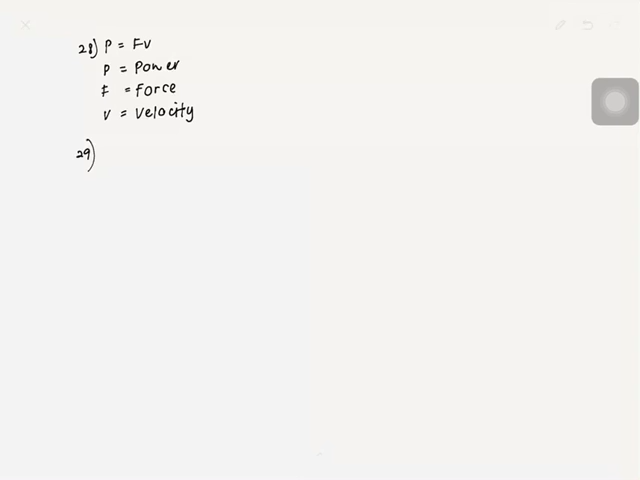 28) P = Fv
P = Power
F = Force
v = velocity
29)